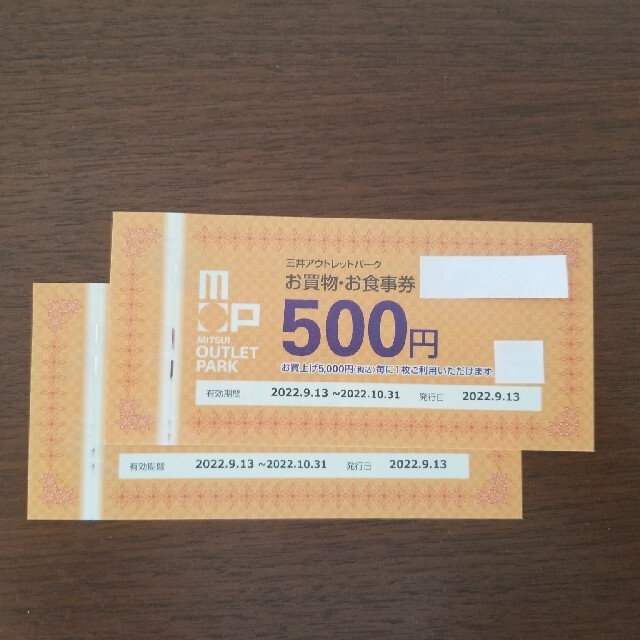 三井アウトレットパーク
お買物・お食事券
500円
お買上げ5,000円(税込)毎に1枚ご利用いただけます。
mOP
MITSUI
OUTLET
PARK
有効期間 2022.9.13 ~2022.10.31 発行日 2022.9.13
有効期間 2022.9.13 ~2022.10.31 発行日 2022.9.13